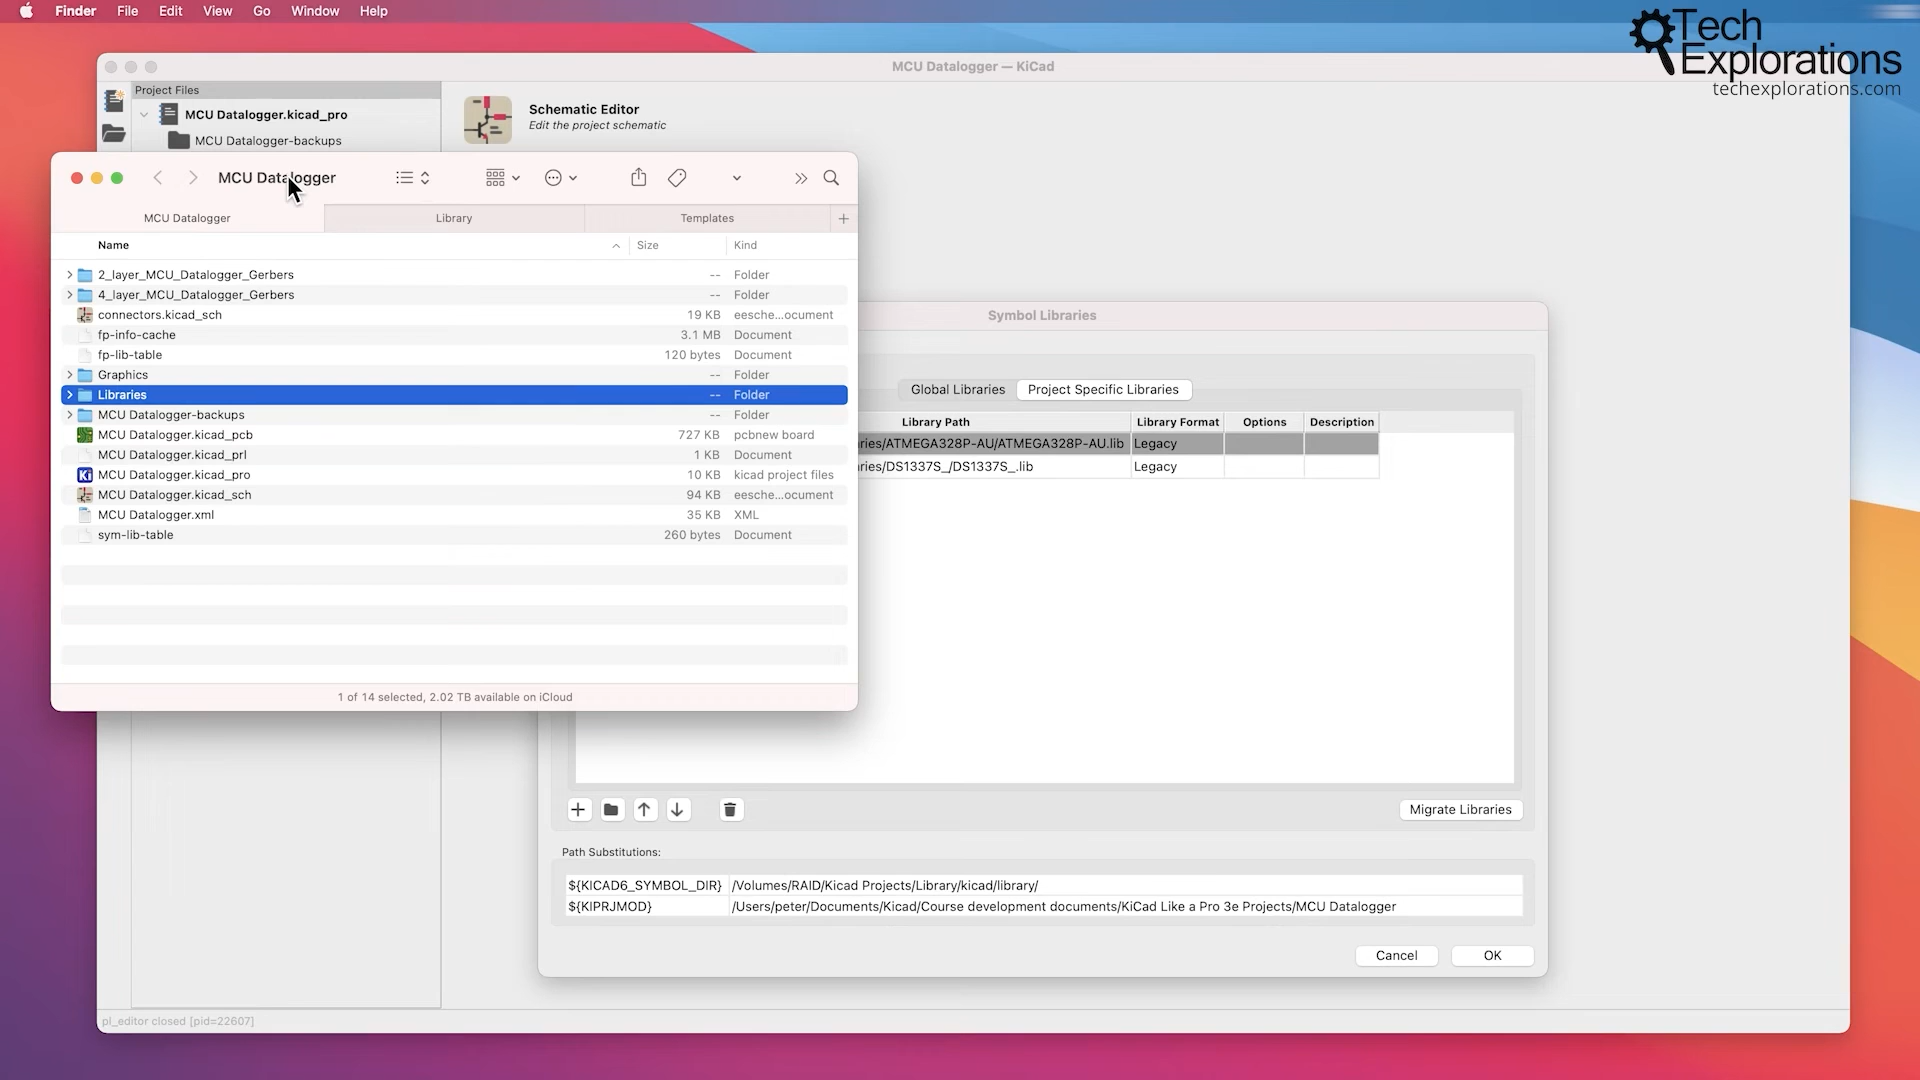 Finder File Edit View Go Window Help
Tech
Explorations
techexplorations.com
MCU Datalogger — KiCad
Project Files
MCU Datalogger.kicad_pro
MCU Datalogger-backups
Schematic Editor
Edit the project schematic
MCU Datalogger
MCU Datalogger Library Templates
Name Size Kind
2_layer_MCU_Datalogger_Gerbers -- Folder
4_layer_MCU_Datalogger_Gerbers -- Folder
connectors.kicad_sch 19 KB eesche...ocument
fp-info-cache 3.1 MB Document
fp-lib-table 120 bytes Document
Graphics -- Folder
Libraries -- Folder
MCU Datalogger-backups -- Folder
MCU Datalogger.kicad_pcb 727 KB pcbnew board
MCU Datalogger.kicad_prl 1 KB Document
MCU Datalogger.kicad_pro 10 KB kicad project files
MCU Datalogger.kicad_sch 94 KB eesche...ocument
MCU Datalogger.xml 35 KB XML
sym-lib-table 260 bytes Document
1 of 14 selected, 2.02 TB available on iCloud
Symbol Libraries
Global Libraries Project Specific Libraries
Library Path Library Format Options Description
ries/ATMEGA328P-AU/ATMEGA328P-AU.lib Legacy
ries/DS1337S_/DS1337S_.lib Legacy
Migrate Libraries
Path Substitutions:
${KICAD6_SYMBOL_DIR} /Volumes/RAID/Kicad Projects/Library/kicad/library/
${KIPRJMOD} /Users/peter/Documents/Kicad/Course development documents/KiCad Like a Pro 3e Projects/MCU Datalogger
Cancel OK
pl_editor closed [pid=22607]